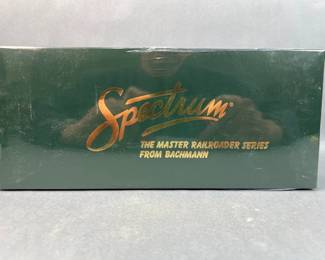 Spectrum®
THE MASTER RAILROADER SERIES
FROM BACHMANN